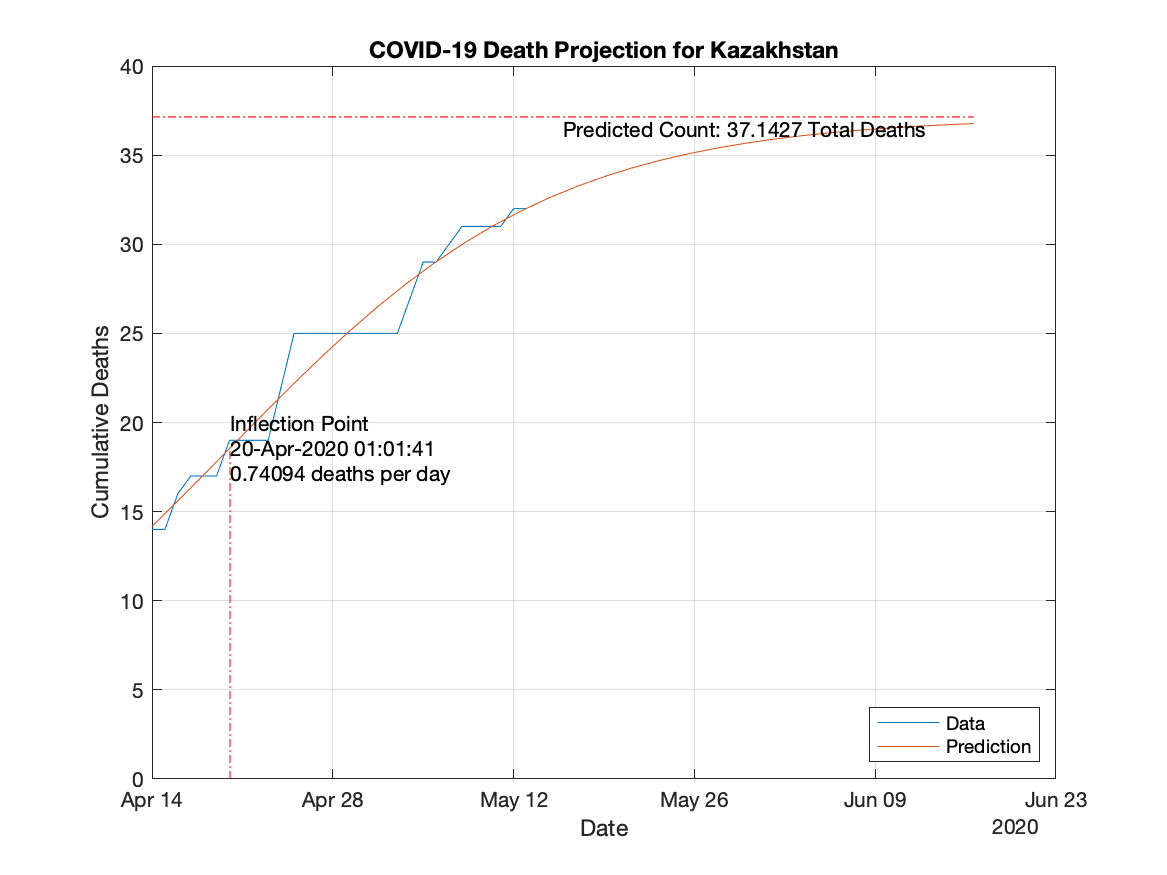 COVID-19 Death Projection for Kazakhstan
40
35
30
25
20
15
10
5
0
Cumulative Deaths
Predicted Count: 37.1427 Total Deaths
Inflection Point
20-Apr-2020 01:01:41
0.74094 deaths per day
Data
Prediction
Apr 14
Apr 28
May 12
May 26
Jun 09
Jun 23
Date
2020